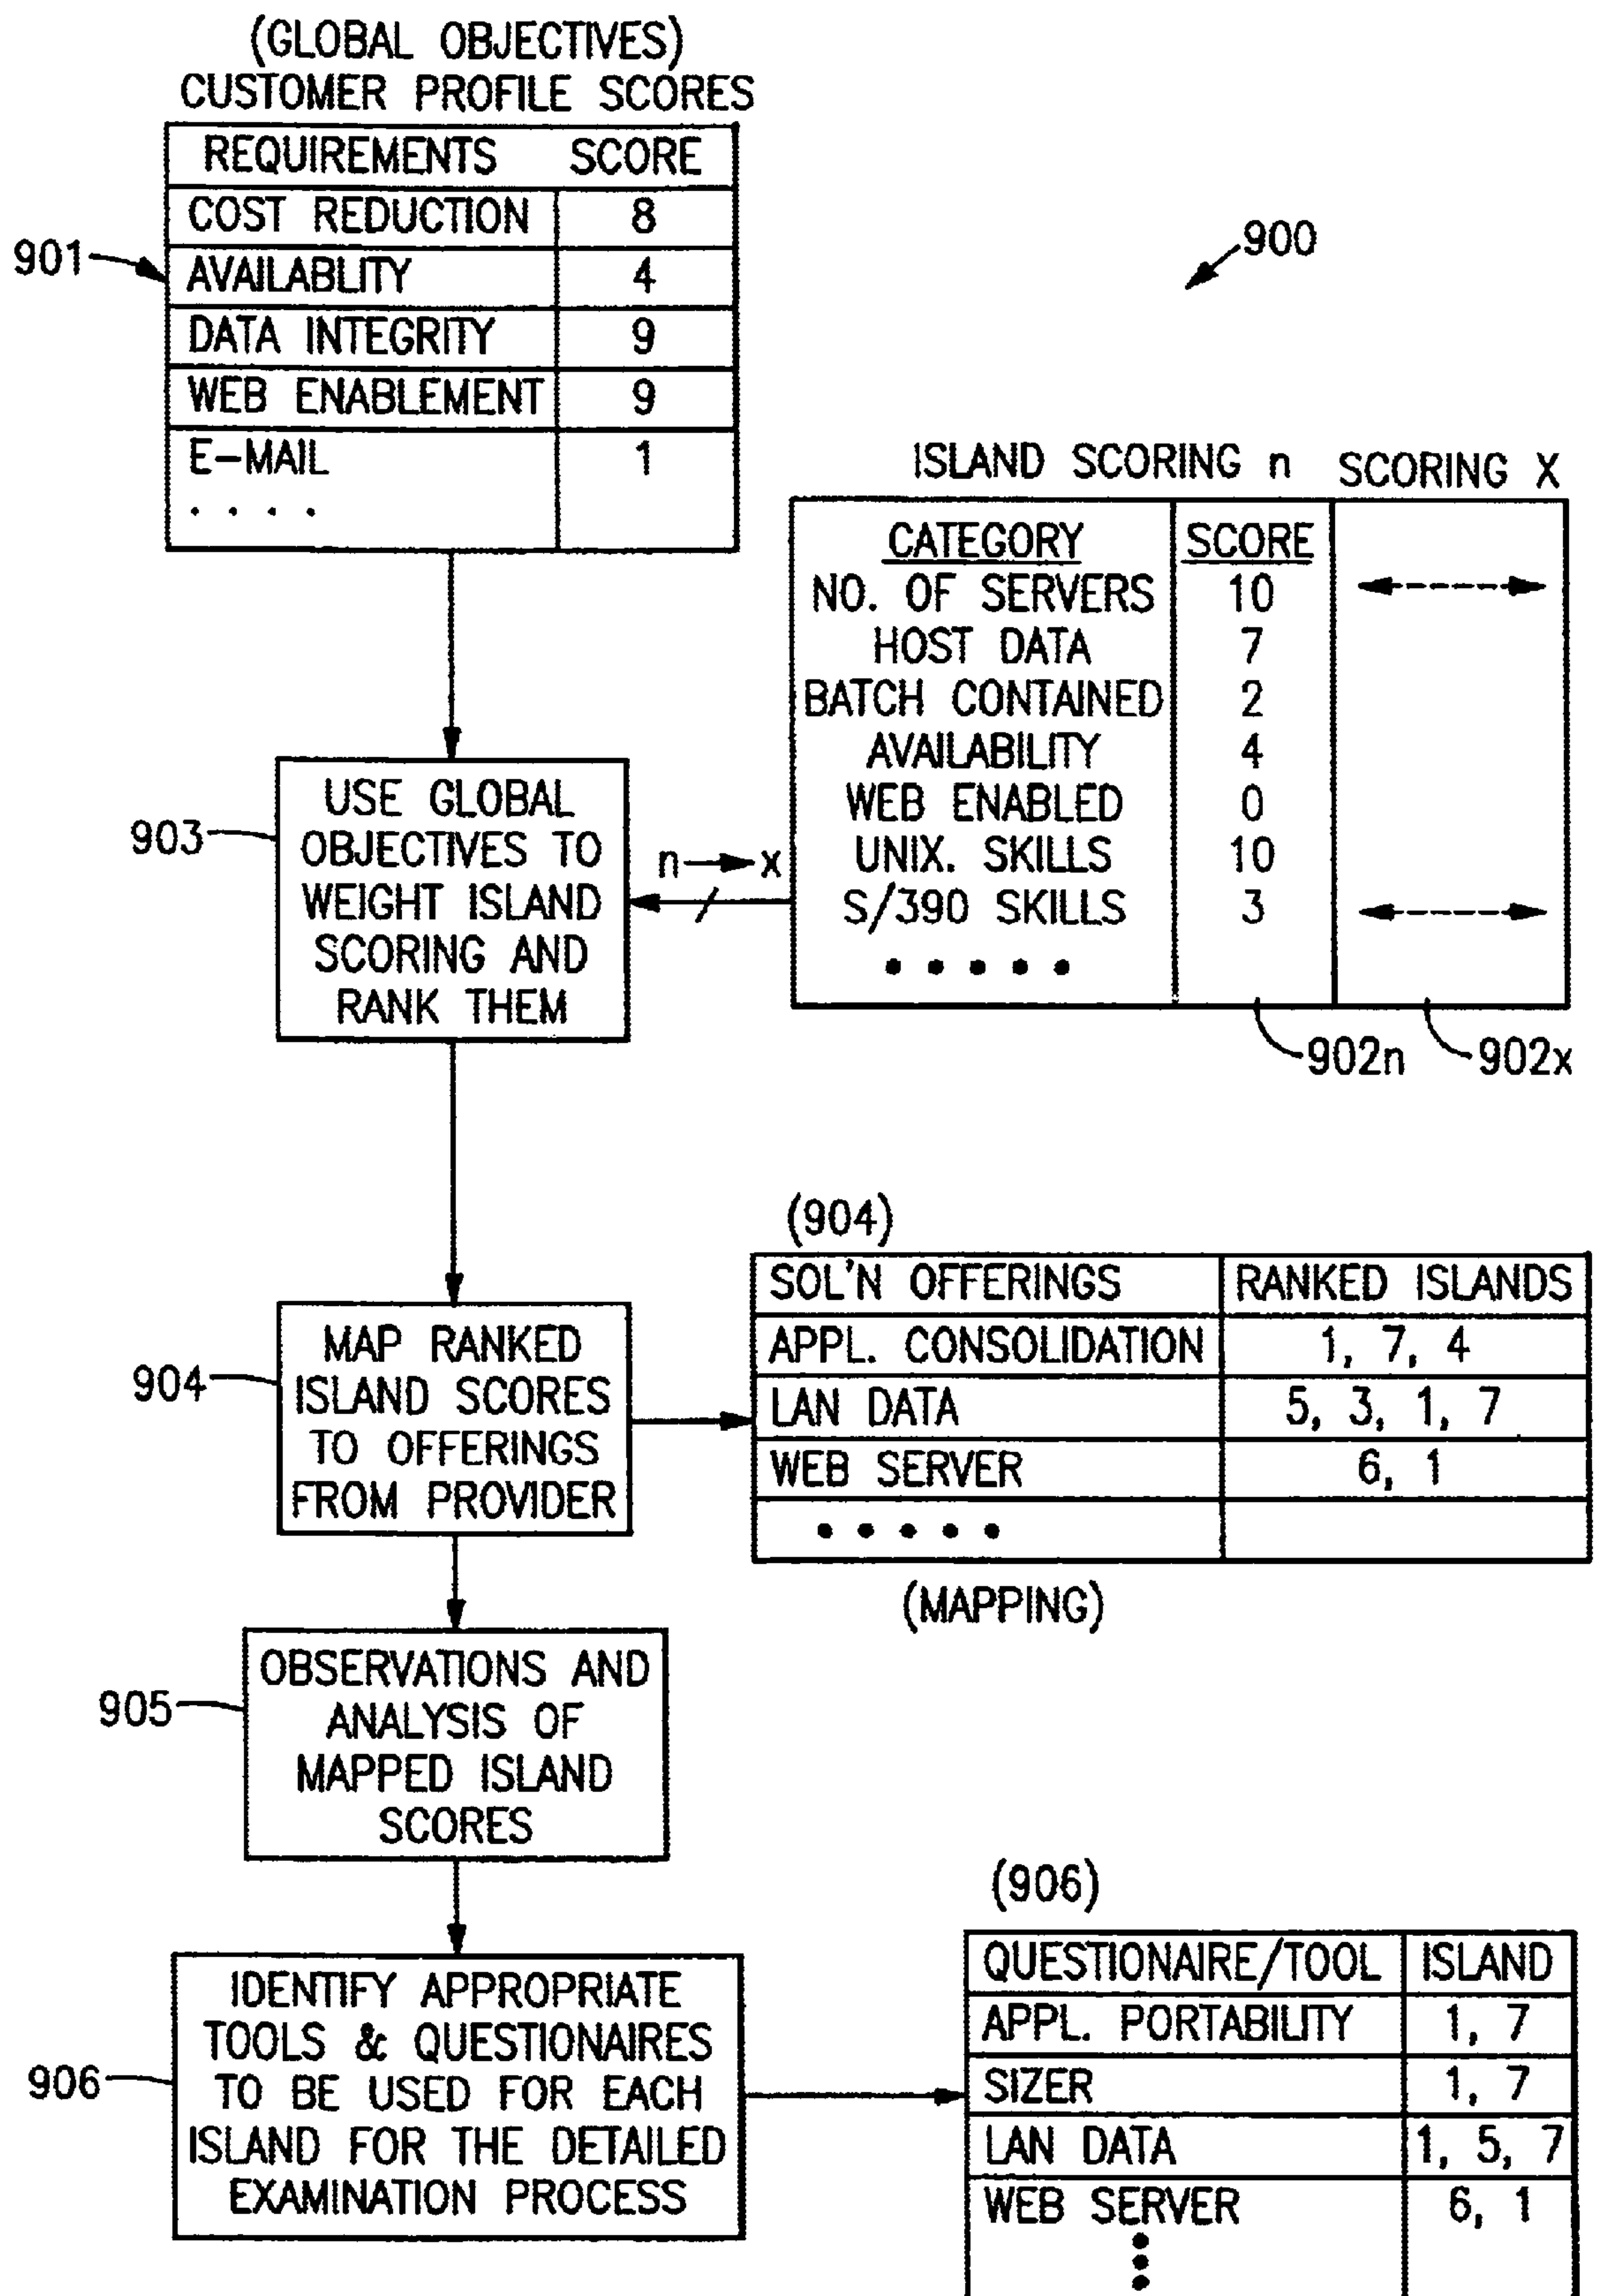 (GLOBAL OBJECTIVES)
CUSTOMER PROFILE SCORES
REQUIREMENTS SCORE
COST REDUCTION 8
901
AVAILABLITY 4
DATA INTEGRITY 9
WEB ENABLEMENT 9
E-MAIL 1
. . . .
900
ISLAND SCORING n SCORING X
CATEGORY SCORE
NO. OF SERVERS 10
HOST DATA 7
BATCH CONTAINED 2
AVAILABILITY 4
WEB ENABLED 0
UNIX. SKILLS 10
S/390 SKILLS 3
• • • • •
902n 902x
903
USE GLOBAL
OBJECTIVES TO
WEIGHT ISLAND
SCORING AND
RANK THEM
n x
904
MAP RANKED
ISLAND SCORES
TO OFFERINGS
FROM PROVIDER
(904)
SOL'N OFFERINGS RANKED ISLANDS
APPL. CONSOLIDATION 1, 7, 4
LAN DATA 5, 3, 1, 7
WEB SERVER 6, 1
• • • • •
(MAPPING)
905
OBSERVATIONS AND
ANALYSIS OF
MAPPED ISLAND
SCORES
906
IDENTIFY APPROPRIATE
TOOLS & QUESTIONAIRES
TO BE USED FOR EACH
ISLAND FOR THE DETAILED
EXAMINATION PROCESS
(906)
QUESTIONAIRE/TOOL ISLAND
APPL. PORTABILITY 1, 7
SIZER 1, 7
LAN DATA 1, 5, 7
WEB SERVER 6, 1